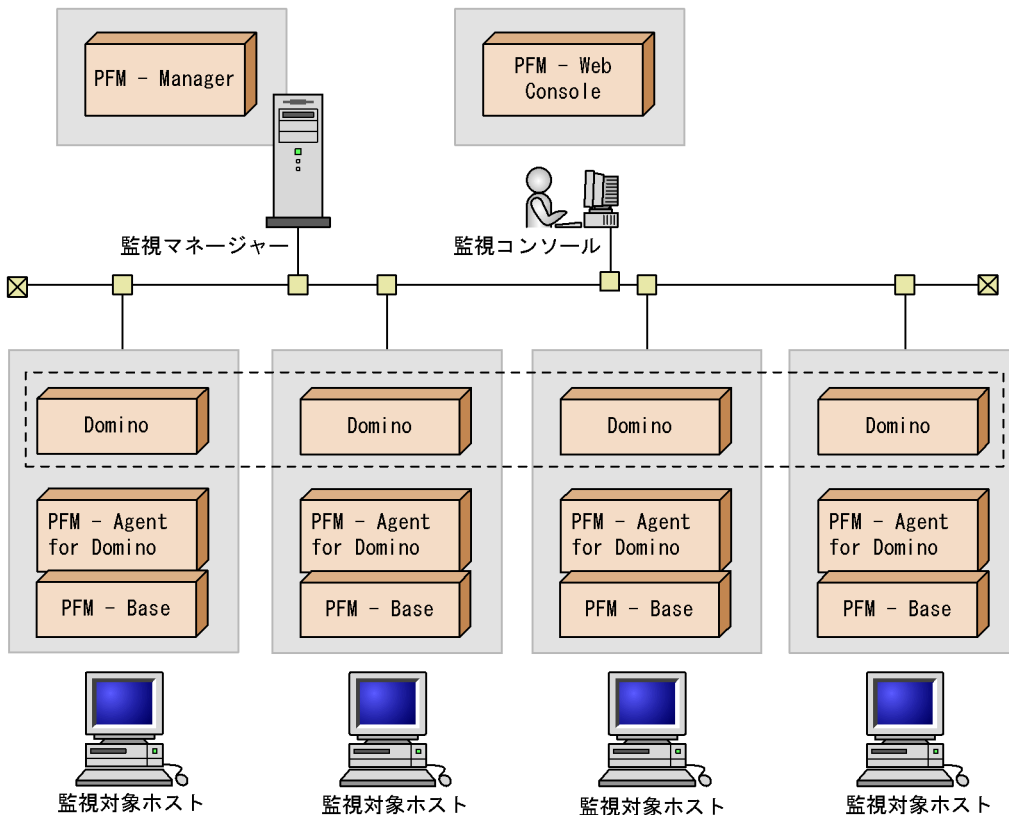 PFM - Manager
PFM - Web
Console
監視マネージャー
監視コンソール
Domino
Domino
Domino
Domino
PFM - Agent
for Domino
PFM - Agent
for Domino
PFM - Agent
for Domino
PFM - Agent
for Domino
PFM - Base
PFM - Base
PFM - Base
PFM - Base
監視対象ホスト
監視対象ホスト
監視対象ホスト
監視対象ホスト